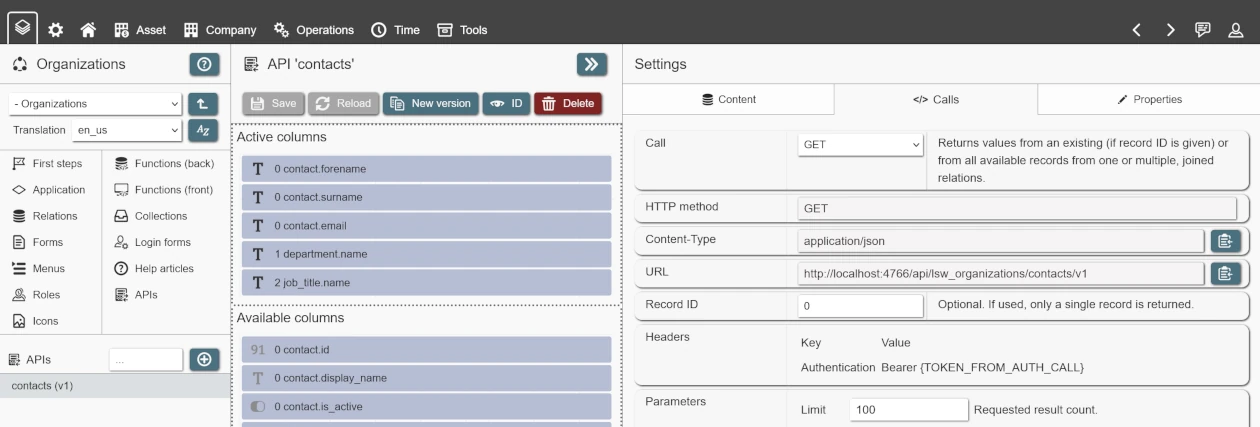 Asset Company Operations Time Tools
Organizations
- Organizations
Translation en_us
First steps Functions (back)
Application Functions (front)
Relations Collections
Forms Login forms
Menus Help articles
Roles APIs
Icons
APIs ...
contacts (v1)
API 'contacts'
Save Reload New version ID Delete
Active columns
0 contact.forename
0 contact.surname
0 contact.email
1 department.name
2 job_title.name
Available columns
91 0 contact.id
0 contact.display_name
0 contact.is_active
Settings
Content </> Calls Properties
Call GET Returns values from an existing (if record ID is given) or
from all available records from one or multiple, joined
relations.
HTTP method GET
Content-Type application/json
URL http://localhost:4766/api/lsw_organizations/contacts/v1
Record ID 0 Optional. If used, only a single record is returned.
Headers Key Value
Authentication Bearer {TOKEN_FROM_AUTH_CALL}
Parameters Limit 100 Requested result count.